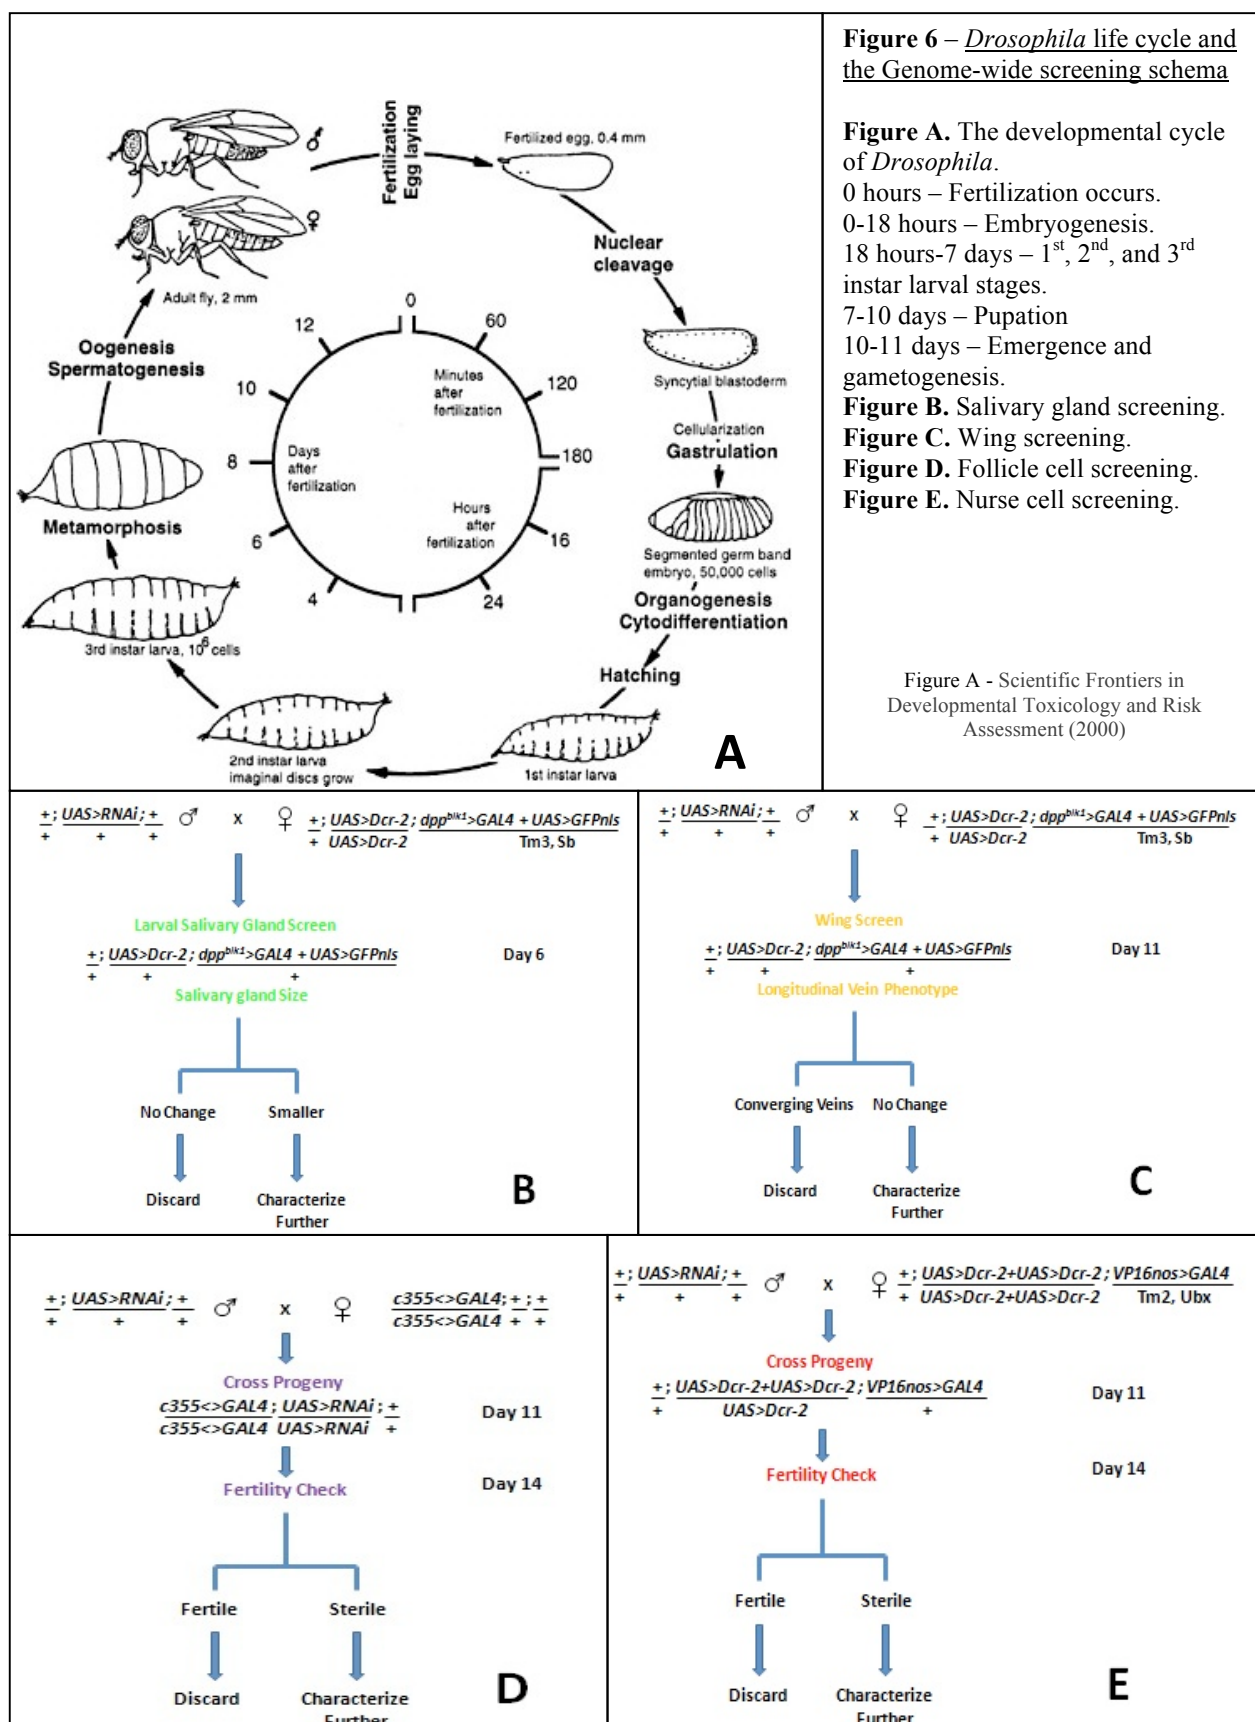 Figure 6 – Drosophila life cycle and
the Genome-wide screening schema
Figure A. The developmental cycle
of Drosophila.
0 hours – Fertilization occurs.
0-18 hours – Embryogenesis.
18 hours-7 days – 1st, 2nd, and 3rd
instar larval stages.
7-10 days – Pupation
10-11 days – Emergence and
gametogenesis.
Figure B. Salivary gland screening.
Figure C. Wing screening.
Figure D. Follicle cell screening.
Figure E. Nurse cell screening.
Figure A - Scientific Frontiers in
Developmental Toxicology and Risk
Assessment (2000)
Fertilization
Egg laying
Fertilized egg, 0.4 mm
Nuclear
cleavage
Syncytial blastoderm
Cellularization
Gastrulation
Segmented germ band
embryo, 50,000 cells
Organogenesis
Cytodifferentiation
Hatching
1st instar larva
2nd instar larva
imaginal discs grow
3rd instar larva, 10^6 cells
Metamorphosis
Oogenesis
Spermatogenesis
Adult fly, 2 mm
♂
♀
0
60
120
180
16
24
4
6
8
10
12
Minutes
after
fertilization
Hours
after
fertilization
Days
after
fertilization
A
+; UAS>RNAi; + ♂ x ♀ +; UAS>Dcr-2; dpp^blk1>GAL4 + UAS>GFPnls
+ + + + UAS>Dcr-2 Tm3, Sb
Larval Salivary Gland Screen
+; UAS>Dcr-2; dpp^blk1>GAL4 + UAS>GFPnls Day 6
+ + +
Salivary gland Size
No Change Smaller
Discard Characterize
Further
B
+; UAS>RNAi; + ♂ x ♀ +; UAS>Dcr-2; dpp^blk1>GAL4 + UAS>GFPnls
+ + + + UAS>Dcr-2 Tm3, Sb
Wing Screen
+; UAS>Dcr-2; dpp^blk1>GAL4 + UAS>GFPnls Day 11
+ + +
Longitudinal Vein Phenotype
Converging Veins No Change
Discard Characterize
Further
C
+; UAS>RNAi; + ♂ x ♀ c355<>GAL4; +; +
+ + + c355<>GAL4 + +
Cross Progeny
c355<>GAL4; UAS>RNAi; + Day 11
c355<>GAL4 UAS>RNAi +
Fertility Check Day 14
Fertile Sterile
Discard Characterize
Further
D
+; UAS>RNAi; + ♂ x ♀ +; UAS>Dcr-2+UAS>Dcr-2; VP16nos>GAL4
+ + + + UAS>Dcr-2+UAS>Dcr-2 Tm2, Ubx
Cross Progeny
+; UAS>Dcr-2+UAS>Dcr-2; VP16nos>GAL4 Day 11
+ UAS>Dcr-2 +
Fertility Check Day 14
Fertile Sterile
Discard Characterize
Further
E